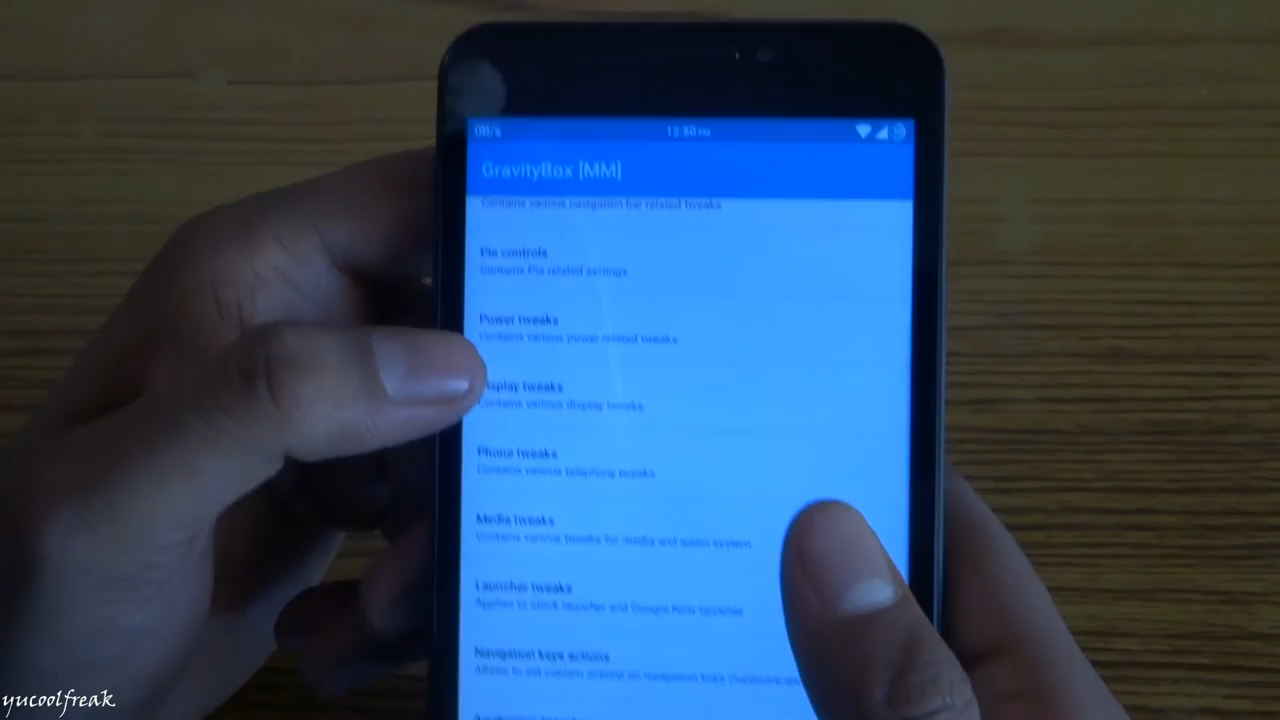 0B/s 12:50 PM
GravityBox [MM]
Contains various navigation bar related tweaks
Pie controls
Contains Pie related settings
Power tweaks
Contains various power related tweaks
isplay tweaks
Contains various display tweaks
Phone tweaks
Contains various telephony tweaks
Media tweaks
Contains various tweaks for media and audio system
Launcher tweaks
Applies to stock launcher and Google Now launcher
Navigation keys actions
Allows to set custom actions on navigation keys (hardware
yucoolfreak